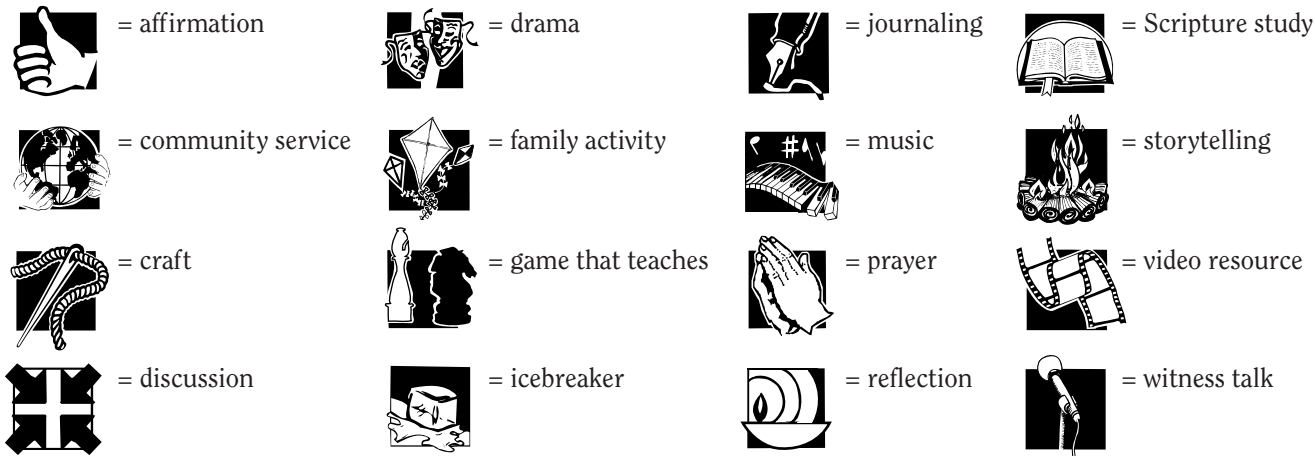 = affirmation
= drama
= journaling
= Scripture study
= community service
= family activity
= music
= storytelling
= craft
= game that teaches
= prayer
= video resource
= discussion
= icebreaker
= reflection
= witness talk